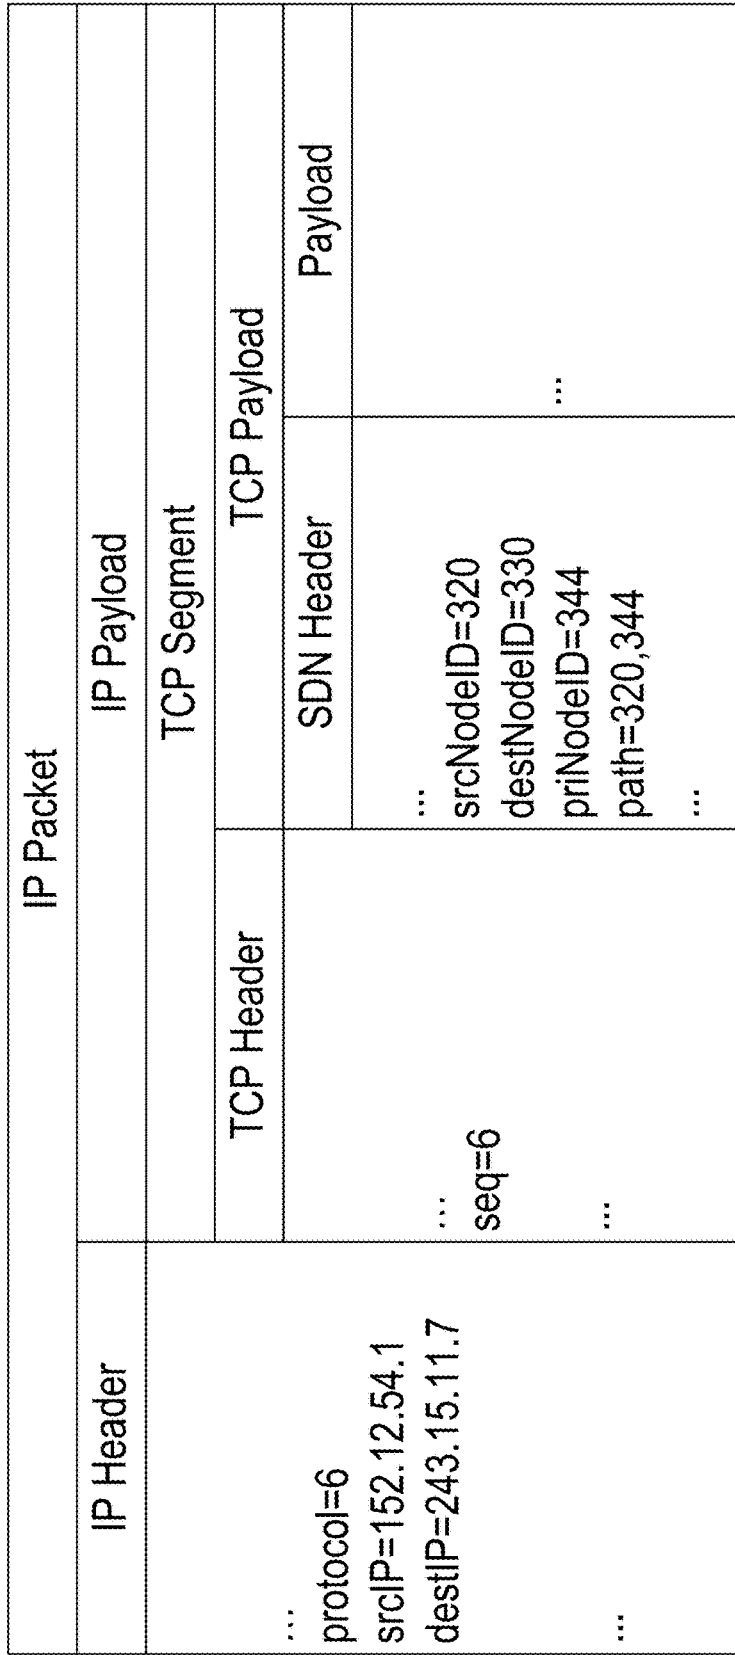 IP Packet
IP Header
IP Payload
TCP Segment
TCP Header
TCP Payload
SDN Header
Payload
...
protocol=6
srcIP=152.12.54.1
destIP=243.15.11.7
...
...
seq=6
...
...
srcNodeID=320
destNodeID=330
priNodeID=344
path=320,344
...
...